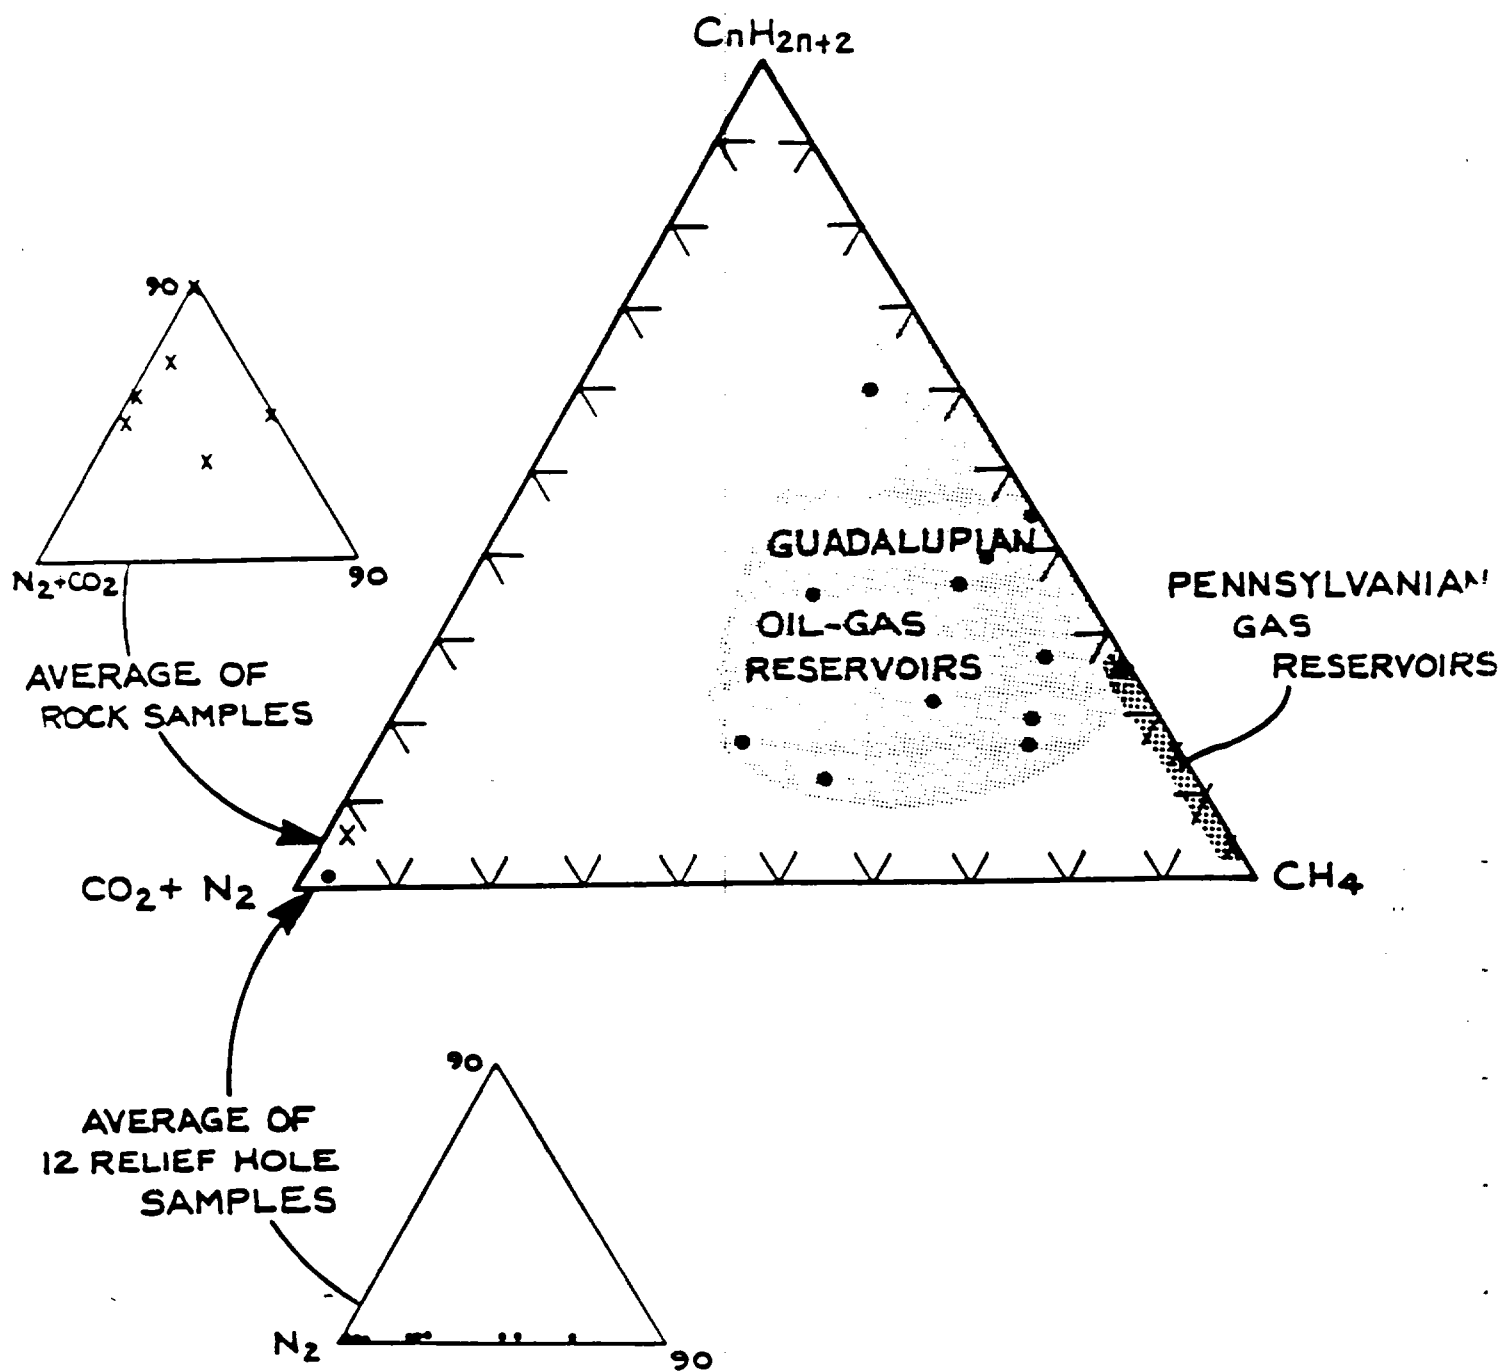 CnH2n+2
90
N2+CO2
90
AVERAGE OF
ROCK SAMPLES
GUADALUPIAN
OIL-GAS
RESERVOIRS
PENNSYLVANIAN
GAS
RESERVOIRS
CO2+ N2
CH4
AVERAGE OF
12 RELIEF HOLE
SAMPLES
90
N2
90